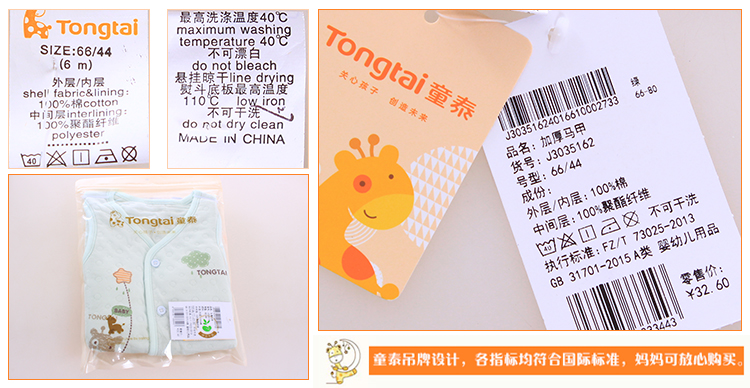 Tongtai
SIZE:66/44
(6 m)
外层/内层
shell fabric&lining:
100%棉cotton
中间层interlining:
100%聚酯纤维
polyester
40
最高洗涤温度40℃
maximum washing
temperature 40℃
不可漂白
do not bleach
悬挂晾干line drying
熨斗底板最高温度
110℃ low iron
不可干洗
do not dry clean
MADE IN CHINA
Tongtai 童泰
TONGTAI
BABY
Tongtai 童泰
关心孩子 创造未来
绿
66-80
J30351624016610002733
品名: 加厚马甲
货号: J3035162
号型: 66/44
成份:
外层/内层: 100%棉
中间层: 100%聚酯纤维
40 不可干洗
执行标准: FZ/T 73025-2013
GB 31701-2015 A类 婴幼儿用品
零售价:
¥32.60
33443
童泰吊牌设计，各指标均符合国际标准，妈妈可放心购买。